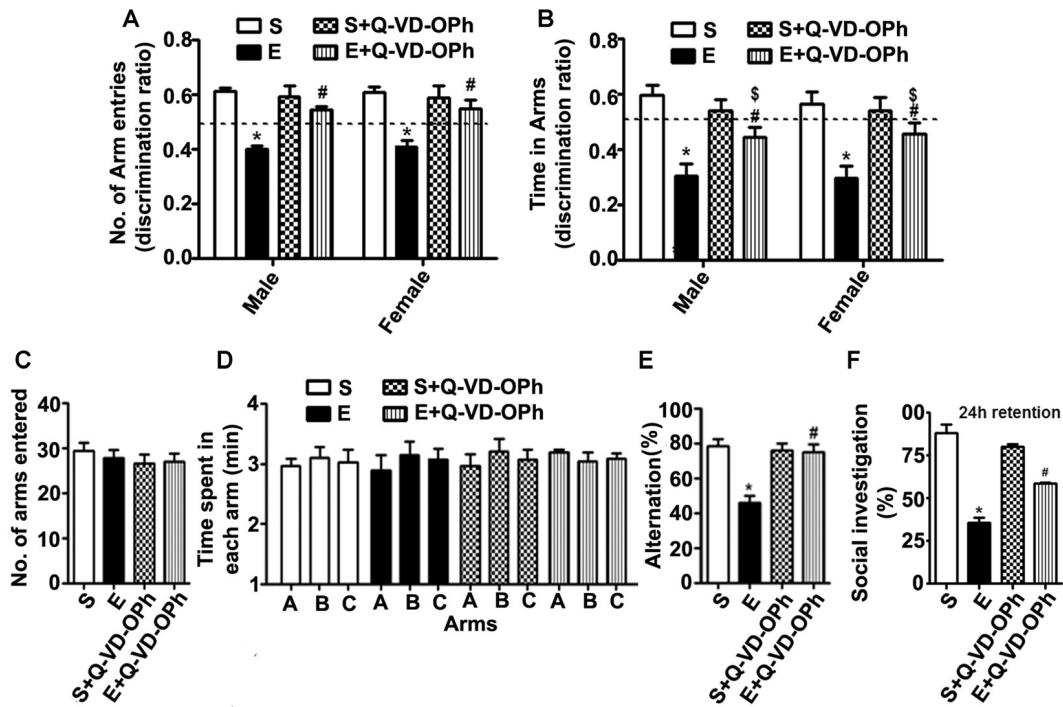 A
S
S+Q-VD-OPh
E
E+Q-VD-OPh
No. of Arm entries
(discrimination ratio)
0.8
0.6
0.4
0.2
0.0
*
#
*
#
Male
Female
B
S
S+Q-VD-OPh
E
E+Q-VD-OPh
Time in Arms
(discrimination ratio)
0.8
0.6
0.4
0.2
0.0
*
$
#
*
$
#
Male
Female
C
No. of arms entered
40
30
20
10
0
S
E
S+Q-VD-OPh
E+Q-VD-OPh
D
S
S+Q-VD-OPh
E
E+Q-VD-OPh
Time spent in
each arm (min)
4
3
2
1
A B C A B C A B C A B C
Arms
E
Alternation(%)
100
80
60
40
20
0
*
#
S
E
S+Q-VD-OPh
E+Q-VD-OPh
F
24h retention
Social investigation
(%)
00
75
50
25
0
*
#
S
E
S+Q-VD-OPh
E+Q-VD-OPh